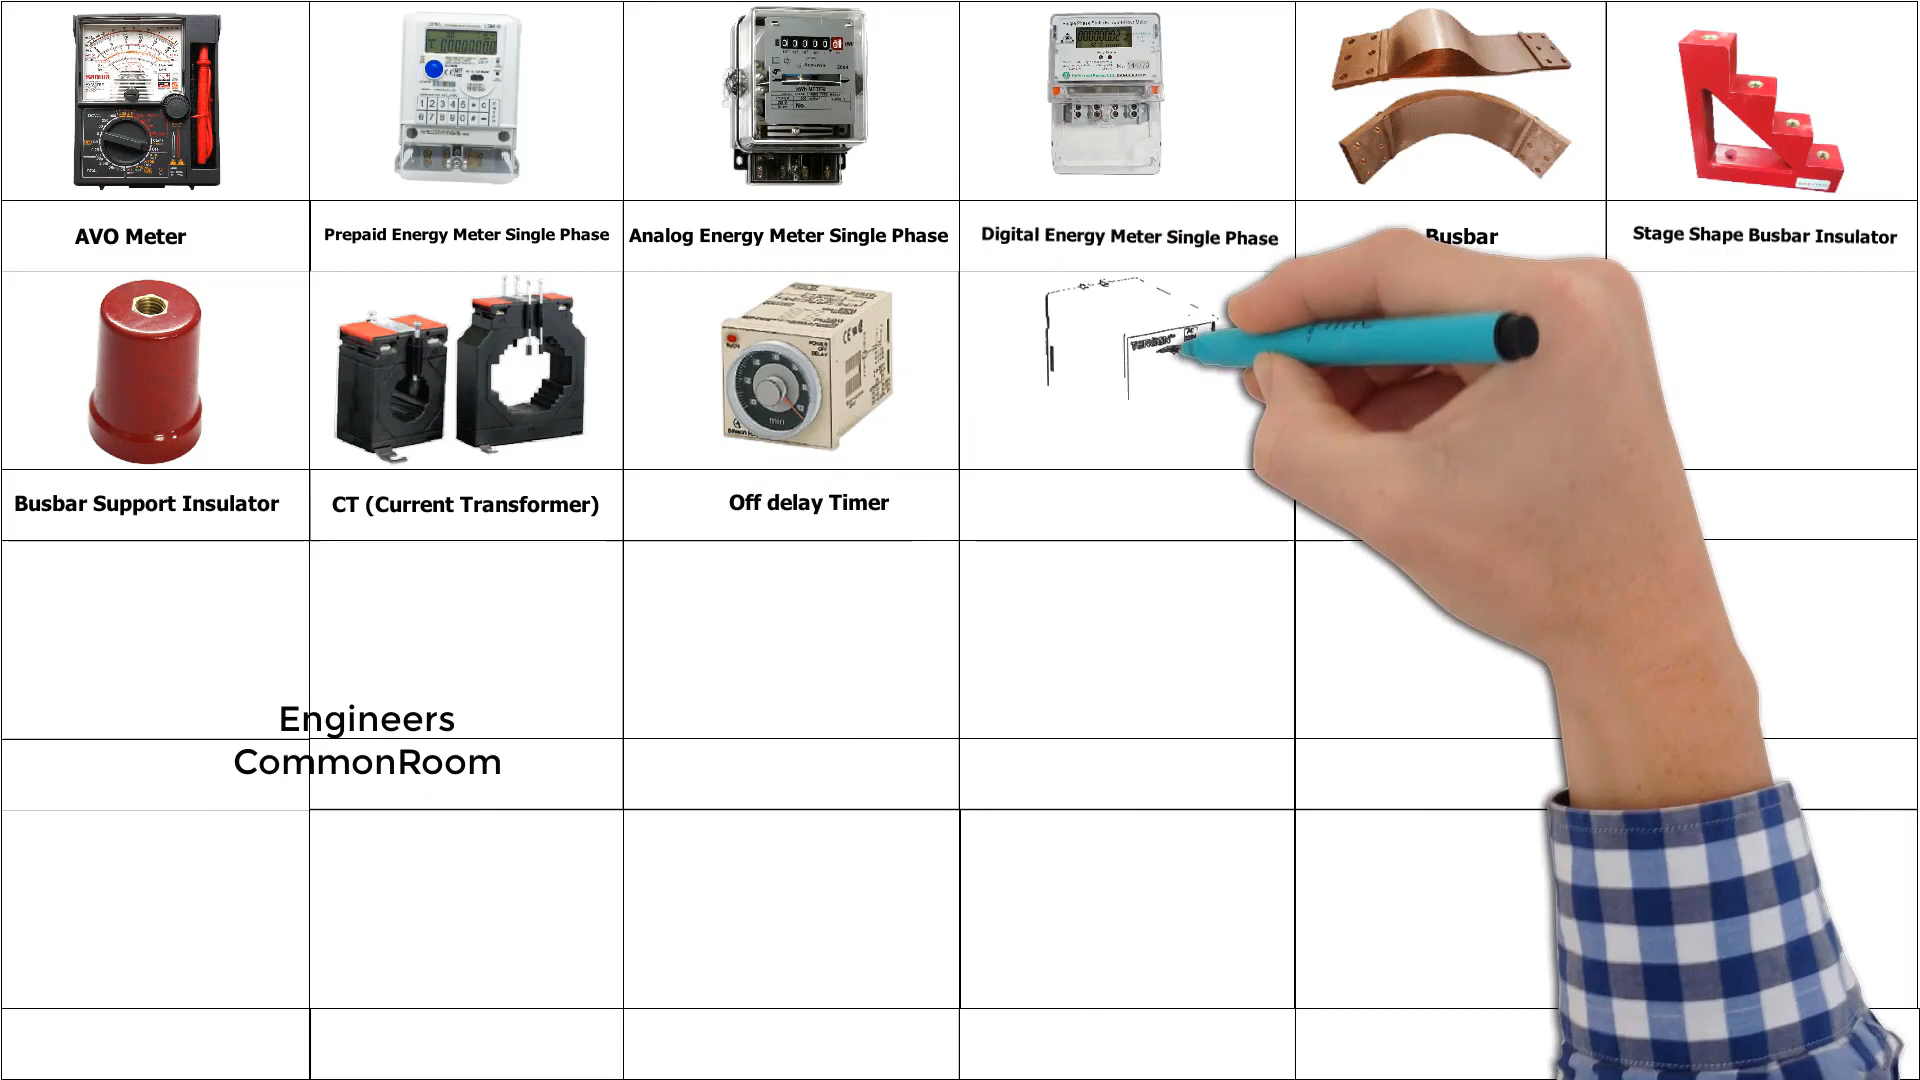 AVO Meter
Prepaid Energy Meter Single Phase
Analog Energy Meter Single Phase
Digital Energy Meter Single Phase
Busbar
Stage Shape Busbar Insulator
min
Busbar Support Insulator
CT (Current Transformer)
Off delay Timer
Engineers
CommonRoom